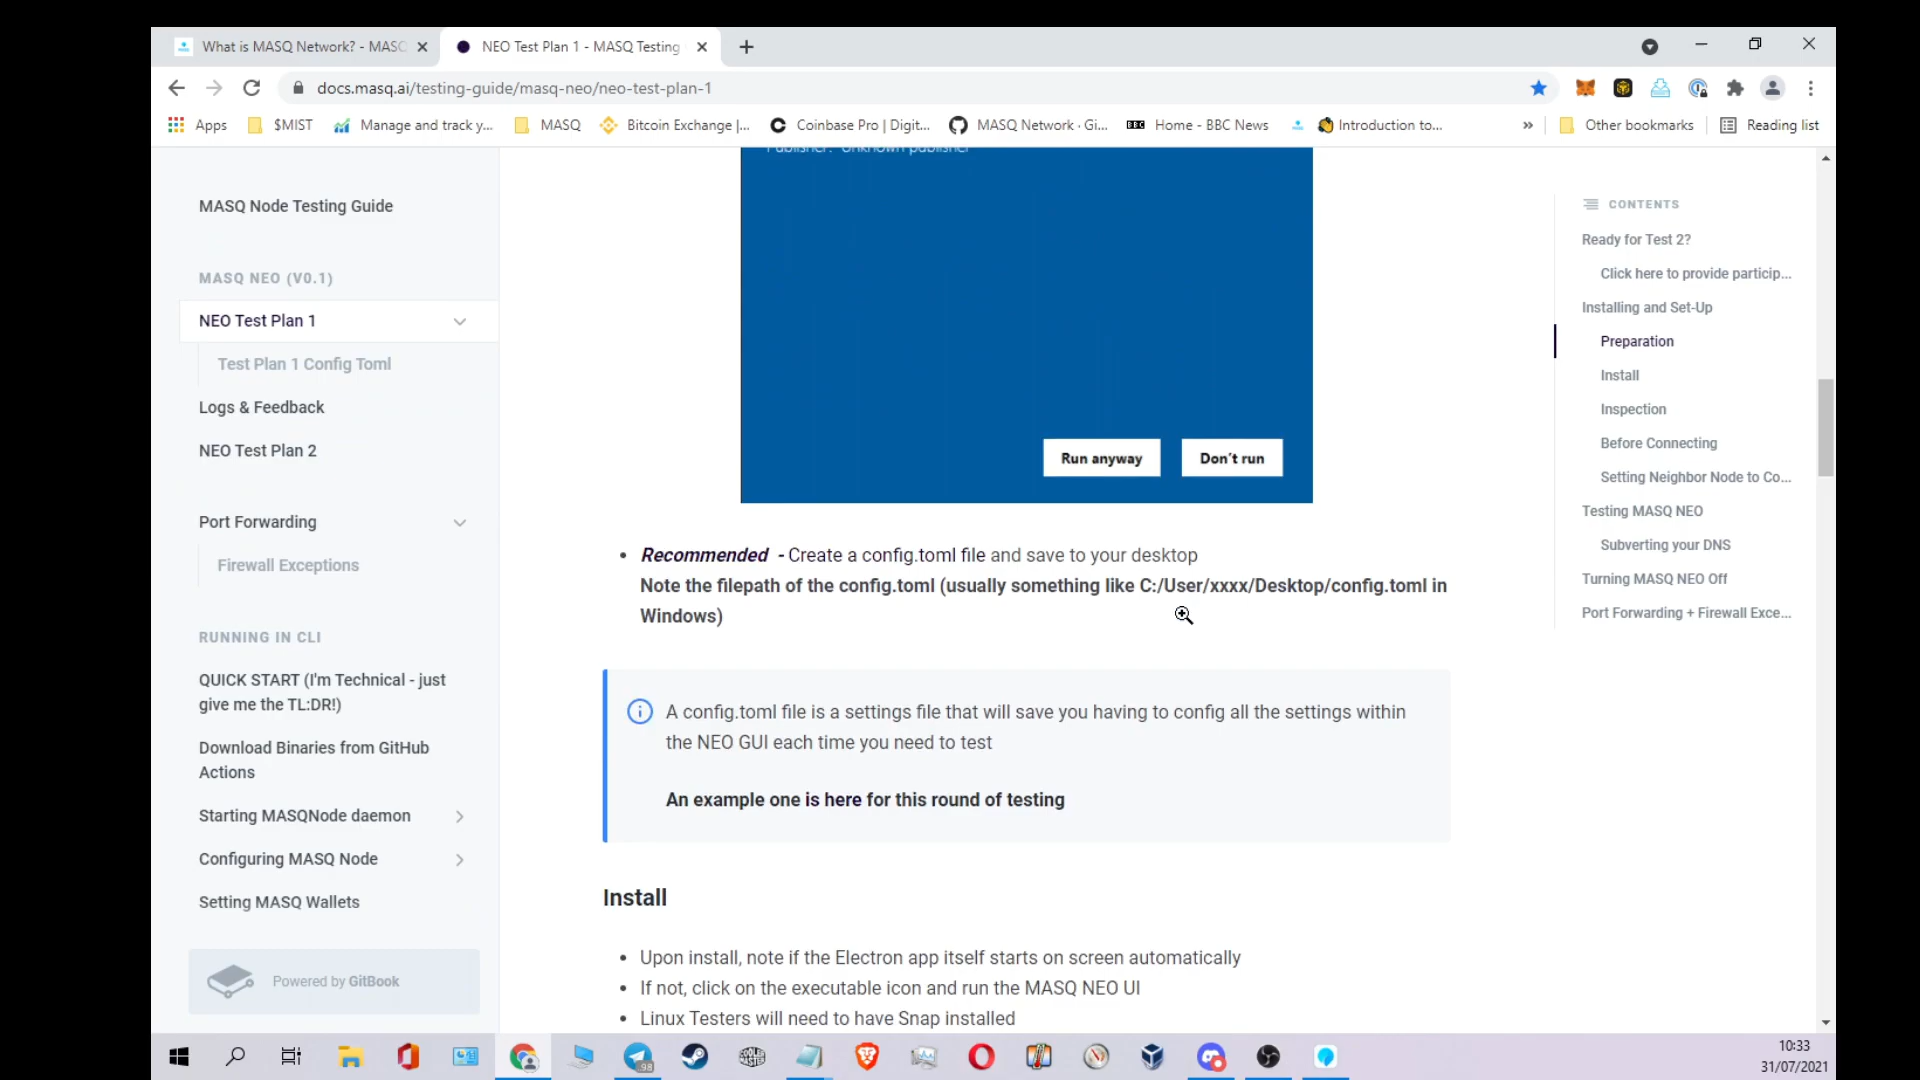 What is MASQ Network? - MASQ
NEO Test Plan 1 - MASQ Testing
docs.masq.ai/testing-guide/masq-neo/neo-test-plan-1
Apps
$MIST
Manage and track y...
MASQ
Bitcoin Exchange |...
Coinbase Pro | Digit...
MASQ Network · Gi...
BBC
Home - BBC News
Introduction to...
»
Other bookmarks
Reading list
MASQ Node Testing Guide
MASQ NEO (V0.1)
NEO Test Plan 1
Test Plan 1 Config Toml
Logs & Feedback
NEO Test Plan 2
Port Forwarding
Firewall Exceptions
RUNNING IN CLI
QUICK START (I'm Technical - just
give me the TL:DR!)
Download Binaries from GitHub
Actions
Starting MASQNode daemon
Configuring MASQ Node
Setting MASQ Wallets
Powered by GitBook
Publisher: Unknown publisher
Run anyway
Don't run
Recommended - Create a config.toml file and save to your desktop
Note the filepath of the config.toml (usually something like C:/User/xxxx/Desktop/config.toml in
Windows)
A config.toml file is a settings file that will save you having to config all the settings within
the NEO GUI each time you need to test
An example one is here for this round of testing
Install
Upon install, note if the Electron app itself starts on screen automatically
If not, click on the executable icon and run the MASQ NEO UI
Linux Testers will need to have Snap installed
CONTENTS
Ready for Test 2?
Click here to provide particip...
Installing and Set-Up
Preparation
Install
Inspection
Before Connecting
Setting Neighbor Node to Co...
Testing MASQ NEO
Subverting your DNS
Turning MASQ NEO Off
Port Forwarding + Firewall Exce...
98
10:33
31/07/2021